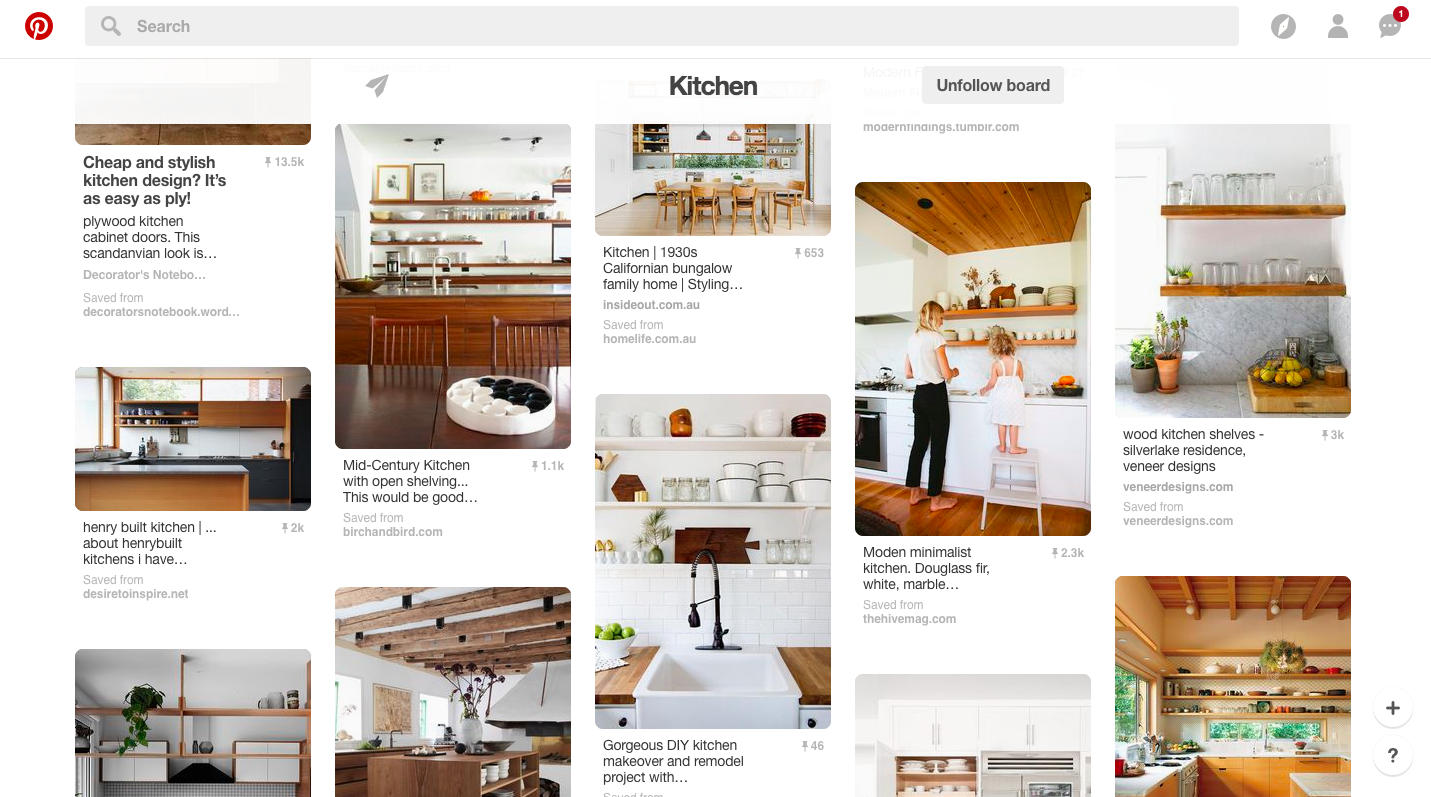 Search
1
Kitchen
Unfollow board
Cheap and stylish
kitchen design? It's
as easy as ply!
13.5k
plywood kitchen
cabinet doors. This
scandanvian look is…
Decorator's Notebo…
Saved from
decoratorsnotebook.word…
henry built kitchen | ...
about henrybuilt
kitchens i have…
2k
Saved from
desiretoinspire.net
Mid-Century Kitchen
with open shelving...
This would be good…
1.1k
Saved from
birchandbird.com
Kitchen | 1930s
Californian bungalow
family home | Styling…
653
insideout.com.au
Saved from
homelife.com.au
Gorgeous DIY kitchen
makeover and remodel
project with…
46
Saved from
modernfindings.tumblr.com
Moden minimalist
kitchen. Douglass fir,
white, marble…
2.3k
Saved from
thehivemag.com
wood kitchen shelves -
silverlake residence,
veneer designs
3k
veneerdesigns.com
Saved from
veneerdesigns.com
?